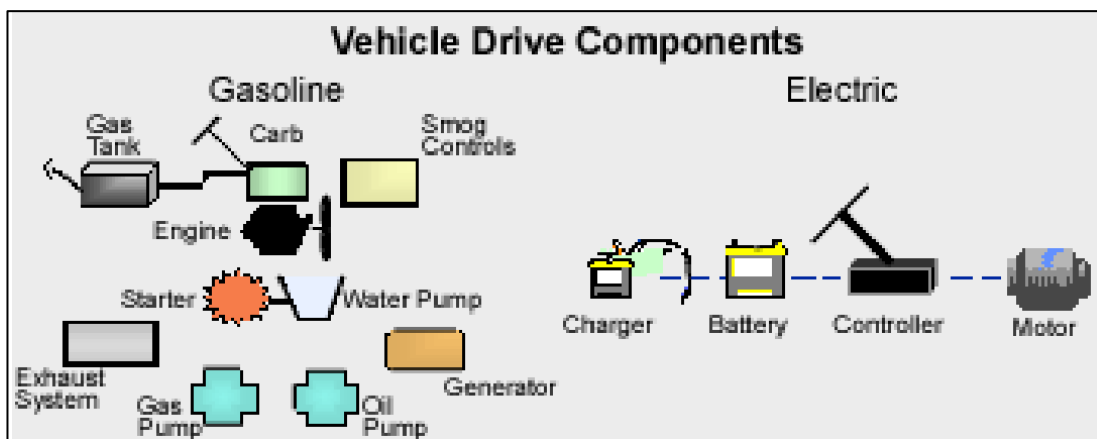 Vehicle Drive Components
Gasoline
Electric
Gas
Tank
Carb
Smog
Controls
Engine
Starter
Water Pump
Exhaust
System
Gas
Pump
Oil
Pump
Generator
Charger
Battery
Controller
Motor